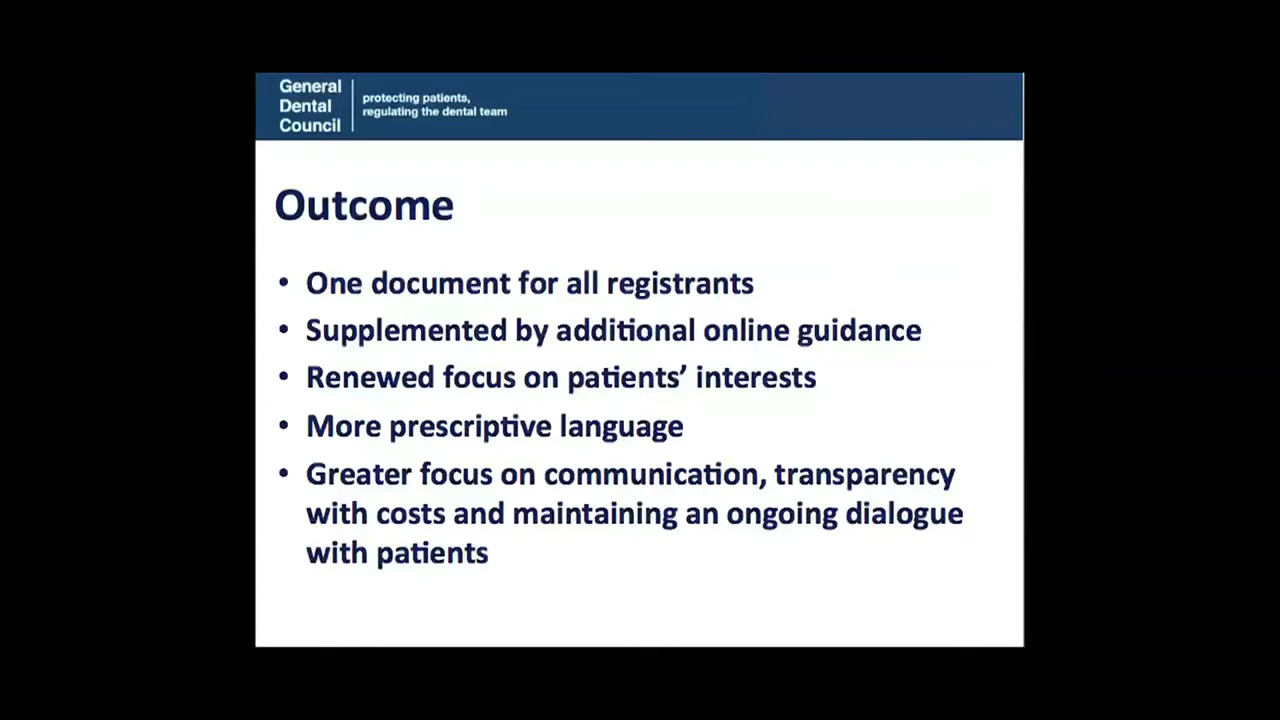 General
Dental
Council
protecting patients,
regulating the dental team
Outcome
• One document for all registrants
• Supplemented by additional online guidance
• Renewed focus on patients’ interests
• More prescriptive language
• Greater focus on communication, transparency
with costs and maintaining an ongoing dialogue
with patients